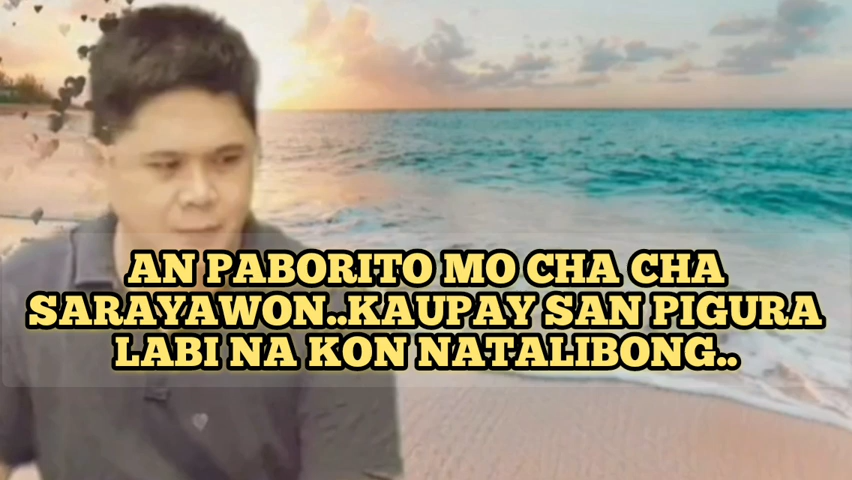 AN PABORITO MO CHA CHA
SARAYAWON..KAUPAY SAN PIGURA
LABI NA KON NATALIBONG..